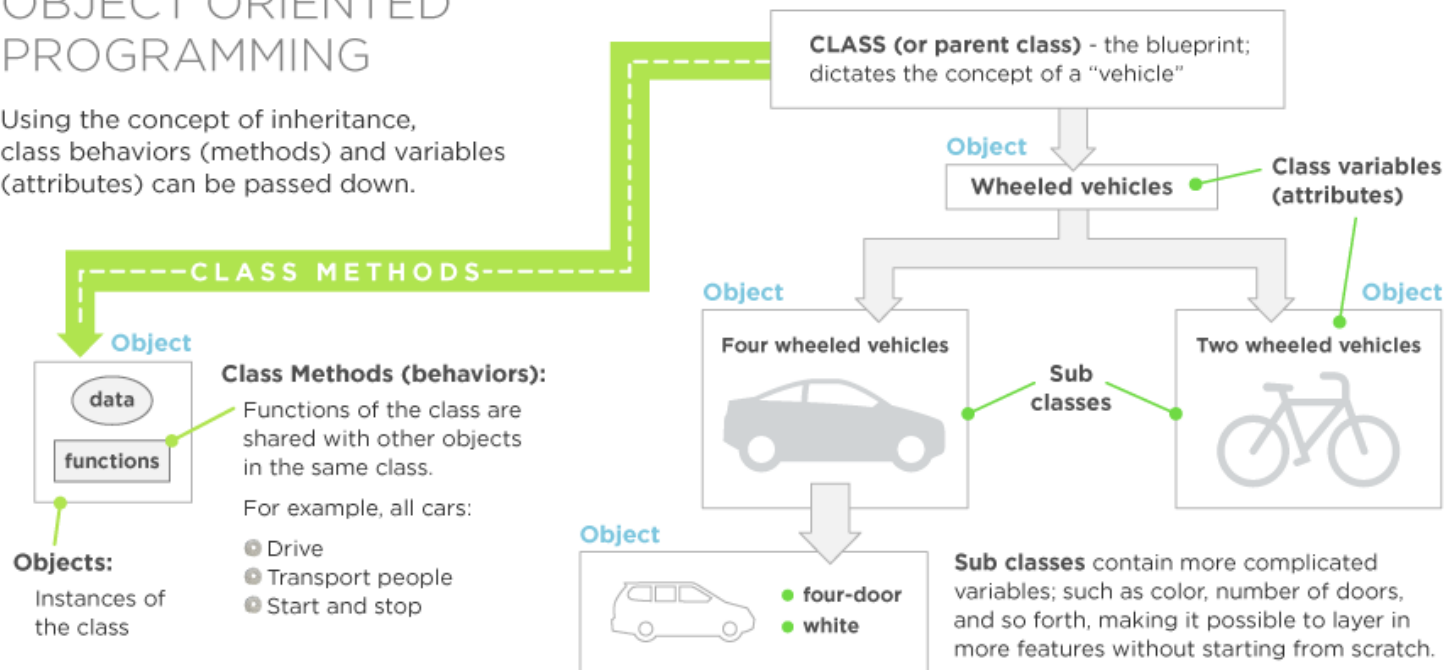 OBJECT ORIENTED
PROGRAMMING
Using the concept of inheritance,
class behaviors (methods) and variables
(attributes) can be passed down.
CLASS (or parent class) - the blueprint;
dictates the concept of a “vehicle”
Object
Wheeled vehicles
Class variables
(attributes)
CLASS METHODS
Object
data
functions
Class Methods (behaviors):
Functions of the class are
shared with other objects
in the same class.
For example, all cars:
Drive
Transport people
Start and stop
Objects:
Instances of
the class
Object
Four wheeled vehicles
Sub
classes
Object
Two wheeled vehicles
Object
four-door
white
Sub classes contain more complicated
variables; such as color, number of doors,
and so forth, making it possible to layer in
more features without starting from scratch.